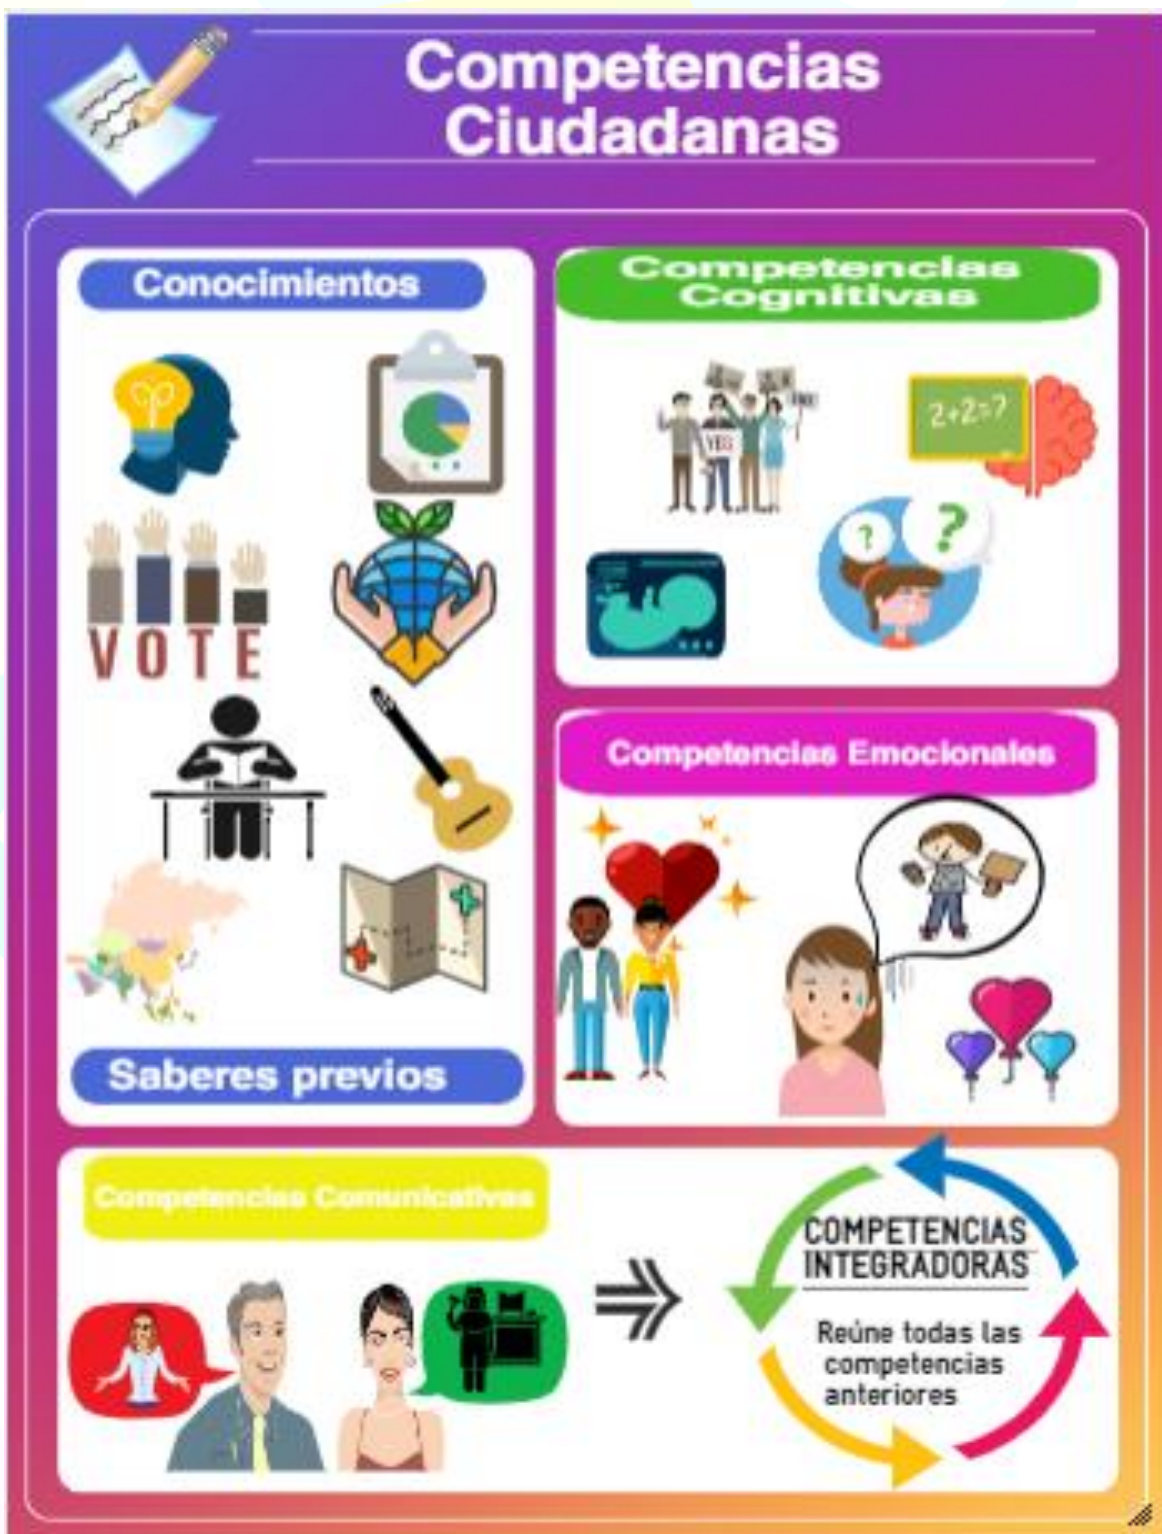 Competencias
Ciudadanas
Conocimientos
VOTE
Saberes previos
Competencias
Cognitivas
YES
2+2=?
?
?
Competencias Emocionales
Competencias Comunicativas
COMPETENCIAS
INTEGRADORAS
Reúne todas las
competencias
anteriores